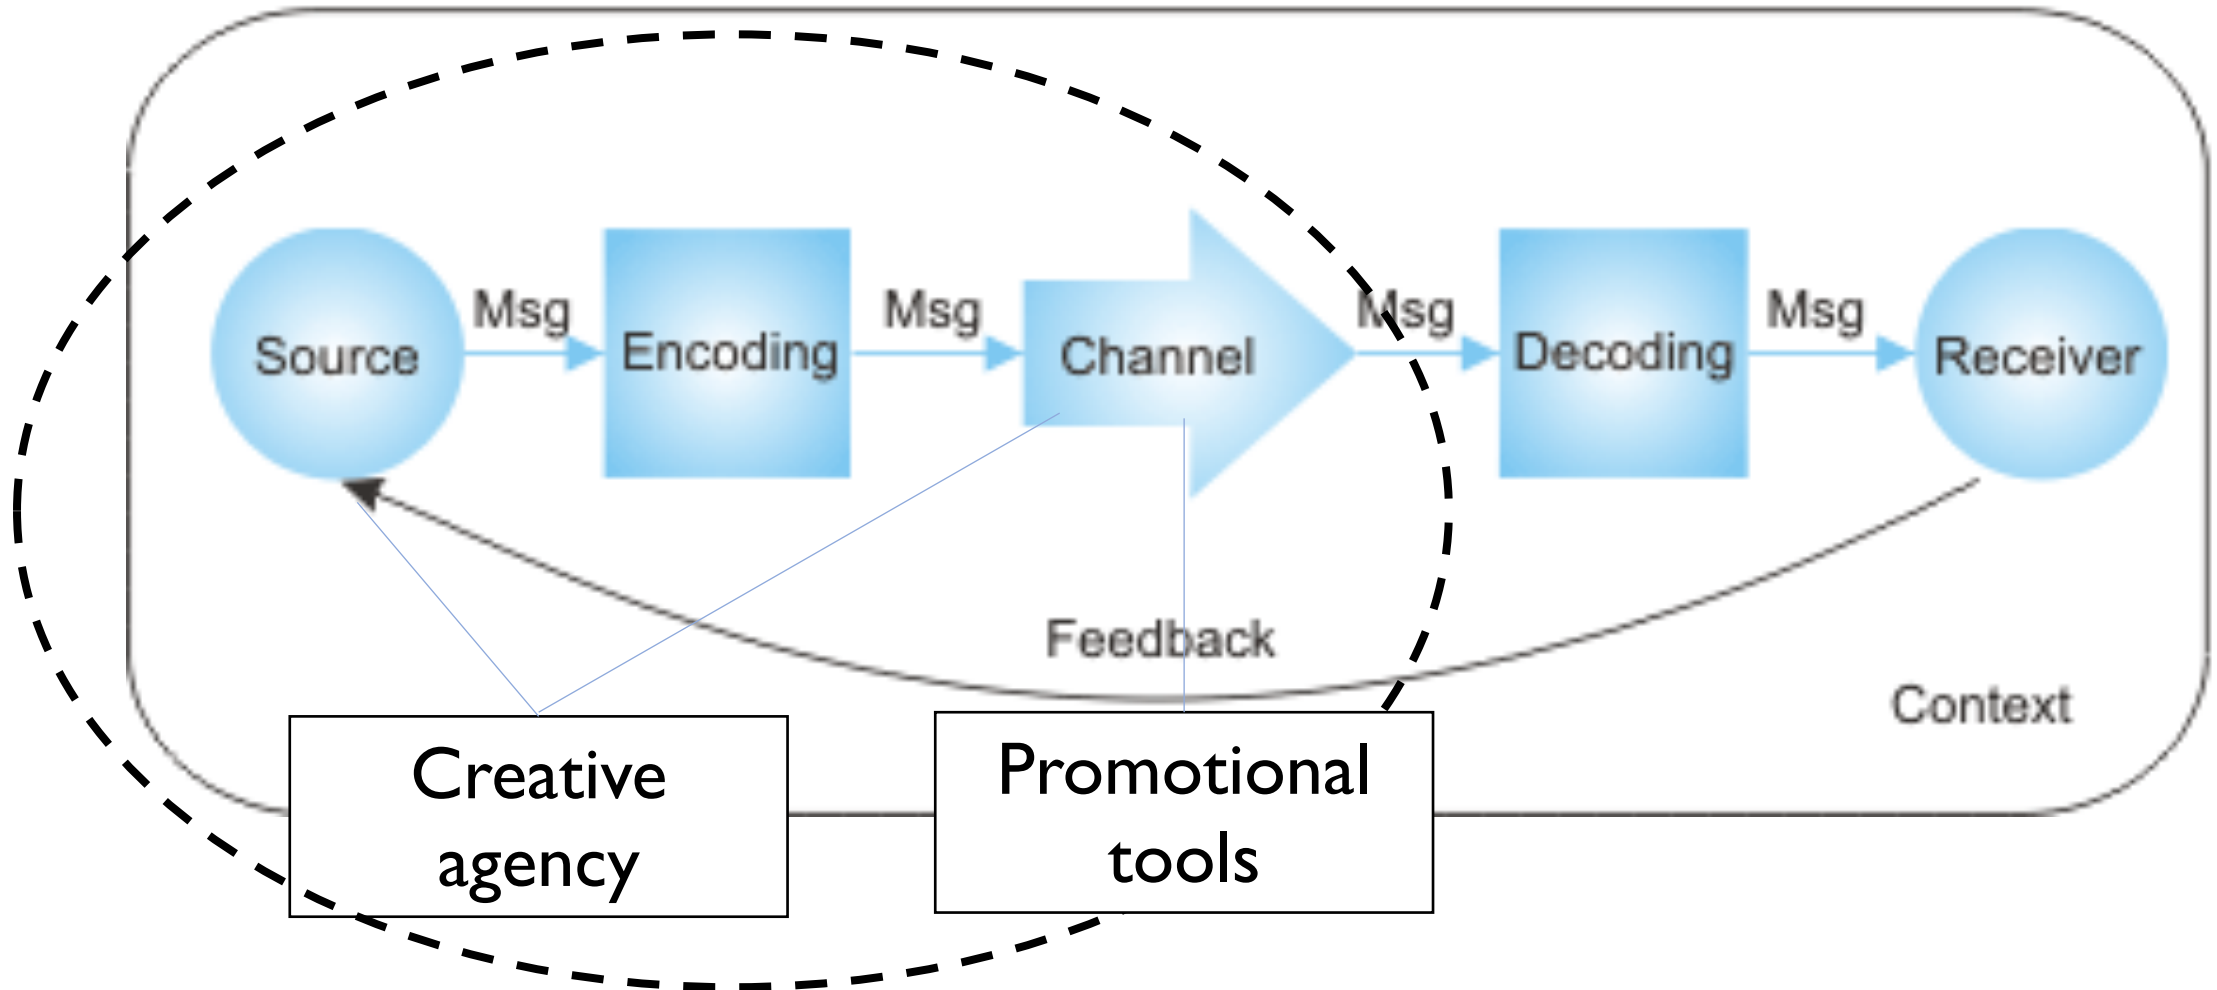 Msg
Msg
Msg
Msg
Source
Encoding
Channel
Decoding
Receiver
Feedback
Context
Creative
agency
Promotional
tools